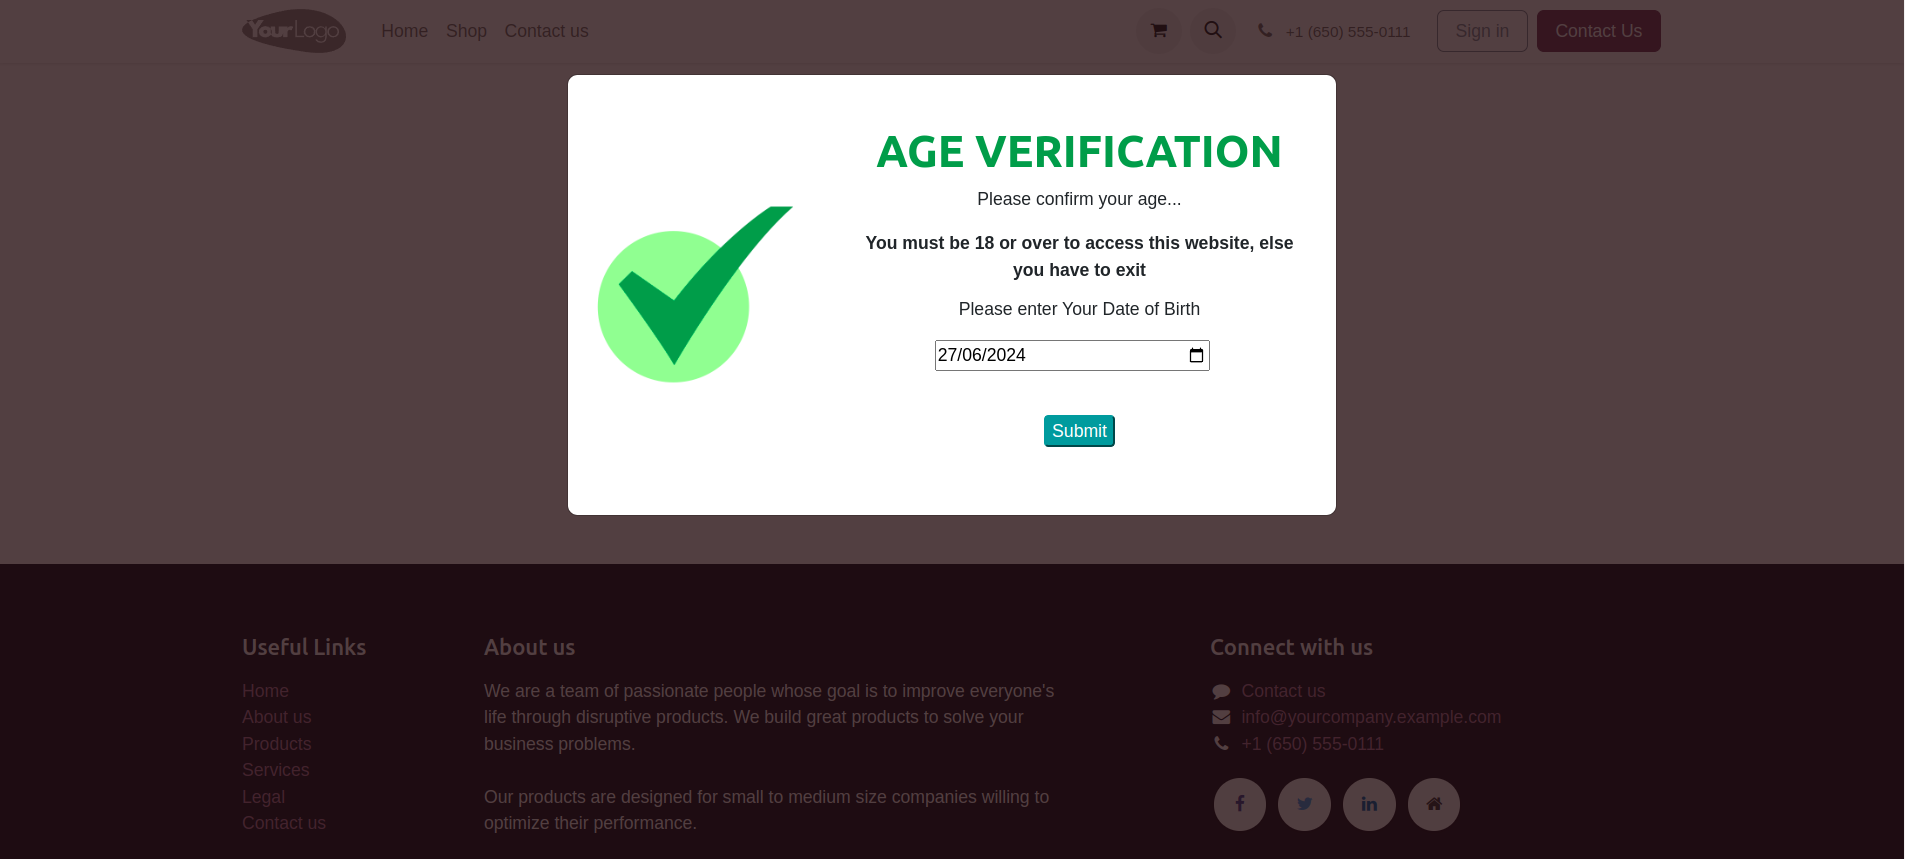 YourLogo
Home Shop Contact us +1 (650) 555-0111 Sign in Contact Us
AGE VERIFICATION
Please confirm your age...
You must be 18 or over to access this website, else
you have to exit
Please enter Your Date of Birth
27/06/2024
Submit
Useful Links
Home
About us
Products
Services
Legal
Contact us
About us
We are a team of passionate people whose goal is to improve everyone's
life through disruptive products. We build great products to solve your
business problems.
Our products are designed for small to medium size companies willing to
optimize their performance.
Connect with us
Contact us
info@yourcompany.example.com
+1 (650) 555-0111